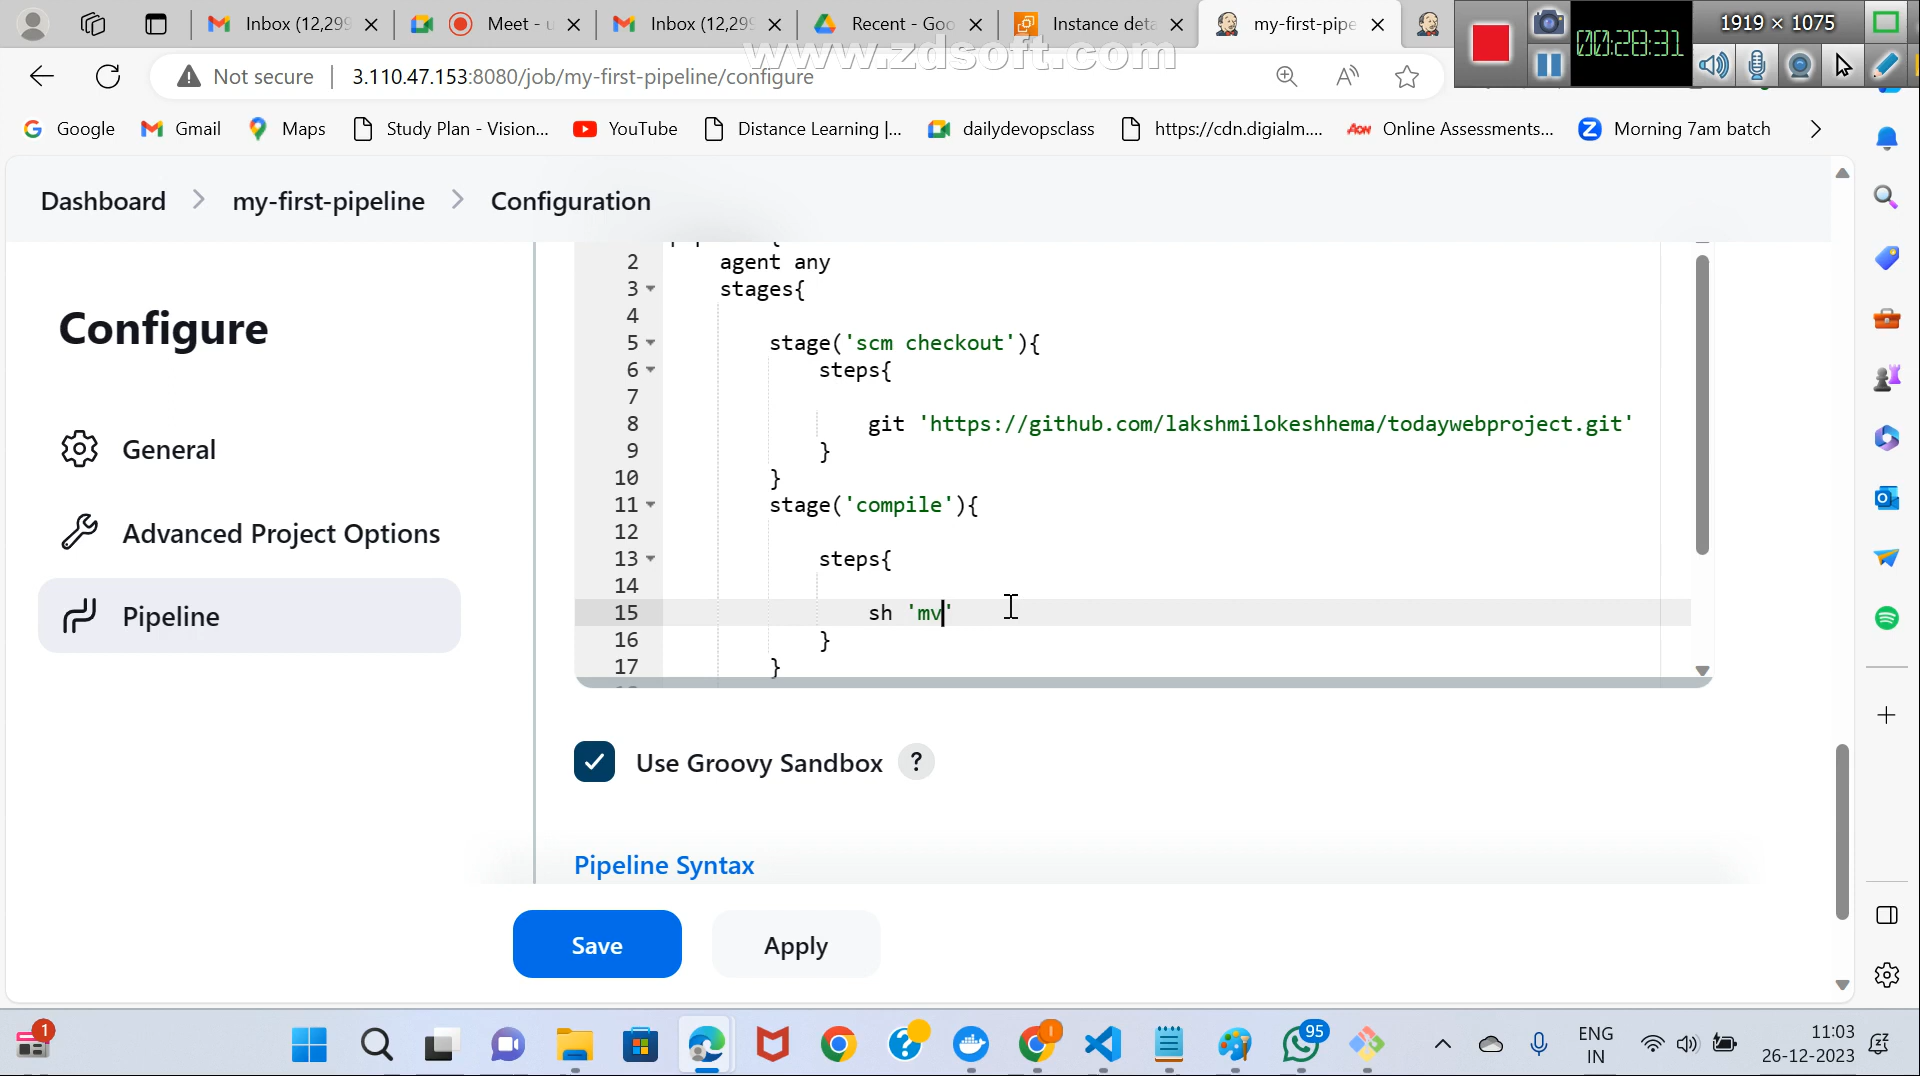 Inbox (12,299
Meet - u
Inbox (12,299
Recent - Goo
Instance deta
my-first-pipe
00:28:31
1919 × 1075
www.zdsoft.com
Not secure
3.110.47.153:8080/job/my-first-pipeline/configure
Google
Gmail
Maps
Study Plan - Vision...
YouTube
Distance Learning |...
dailydevopsclass
https://cdn.digialm....
Aon
Online Assessments...
Z
Morning 7am batch
Dashboard
my-first-pipeline
Configuration
Configure
General
Advanced Project Options
Pipeline
2 agent any
3 stages{
4
5 stage('scm checkout'){
6 steps{
7
8 git 'https://github.com/lakshmilokeshhema/todaywebproject.git'
9 }
10 }
11 stage('compile'){
12
13 steps{
14
15 sh 'mv'
16 }
17 }
Use Groovy Sandbox ?
Pipeline Syntax
Save
Apply
1
95
ENG
IN
11:03
26-12-2023